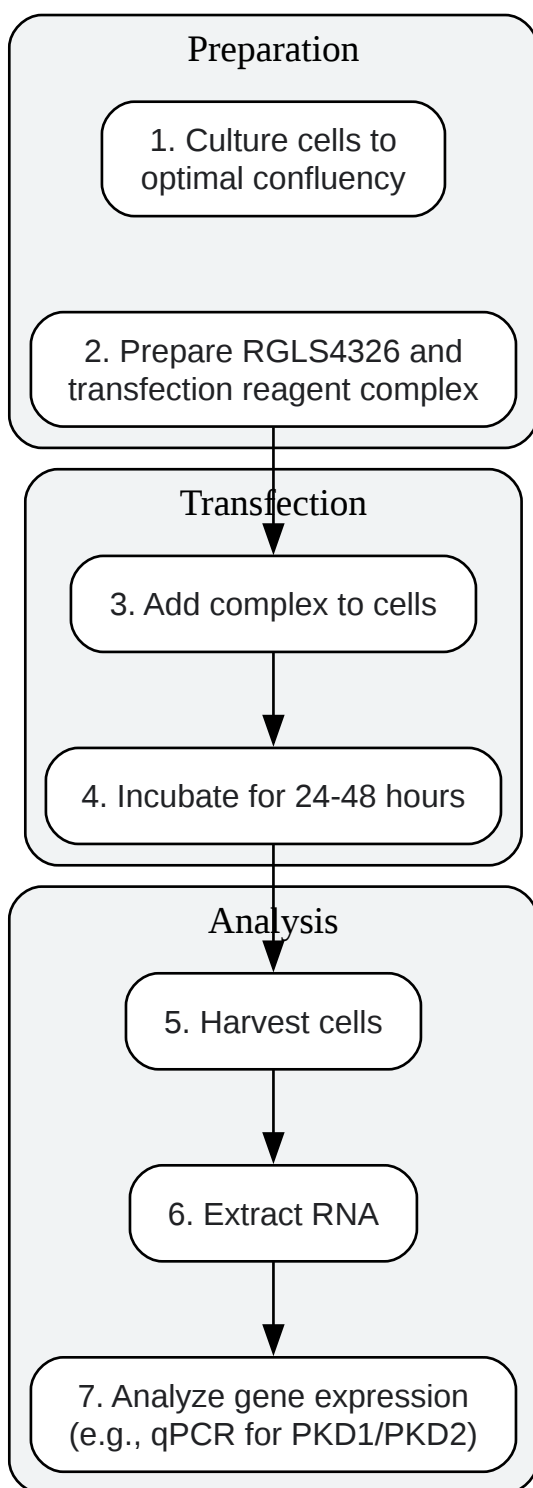 Preparation
1. Culture cells to
optimal confluency
2. Prepare RGLS4326 and
transfection reagent complex
Transfection
3. Add complex to cells
4. Incubate for 24-48 hours
Analysis
5. Harvest cells
6. Extract RNA
7. Analyze gene expression
(e.g., qPCR for PKD1/PKD2)